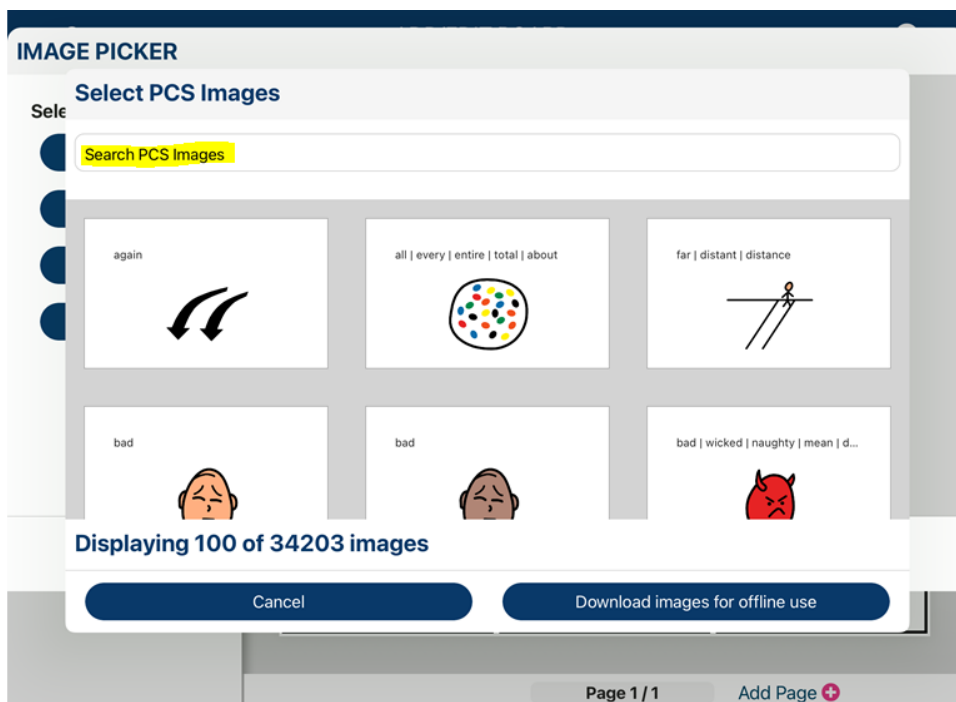 IMAGE PICKER
Select PCS Images
Sele
Search PCS Images
again
all | every | entire | total | about
far | distant | distance
bad
bad
bad | wicked | naughty | mean | d...
Displaying 100 of 34203 images
Cancel
Download images for offline use
Page 1 / 1
Add Page